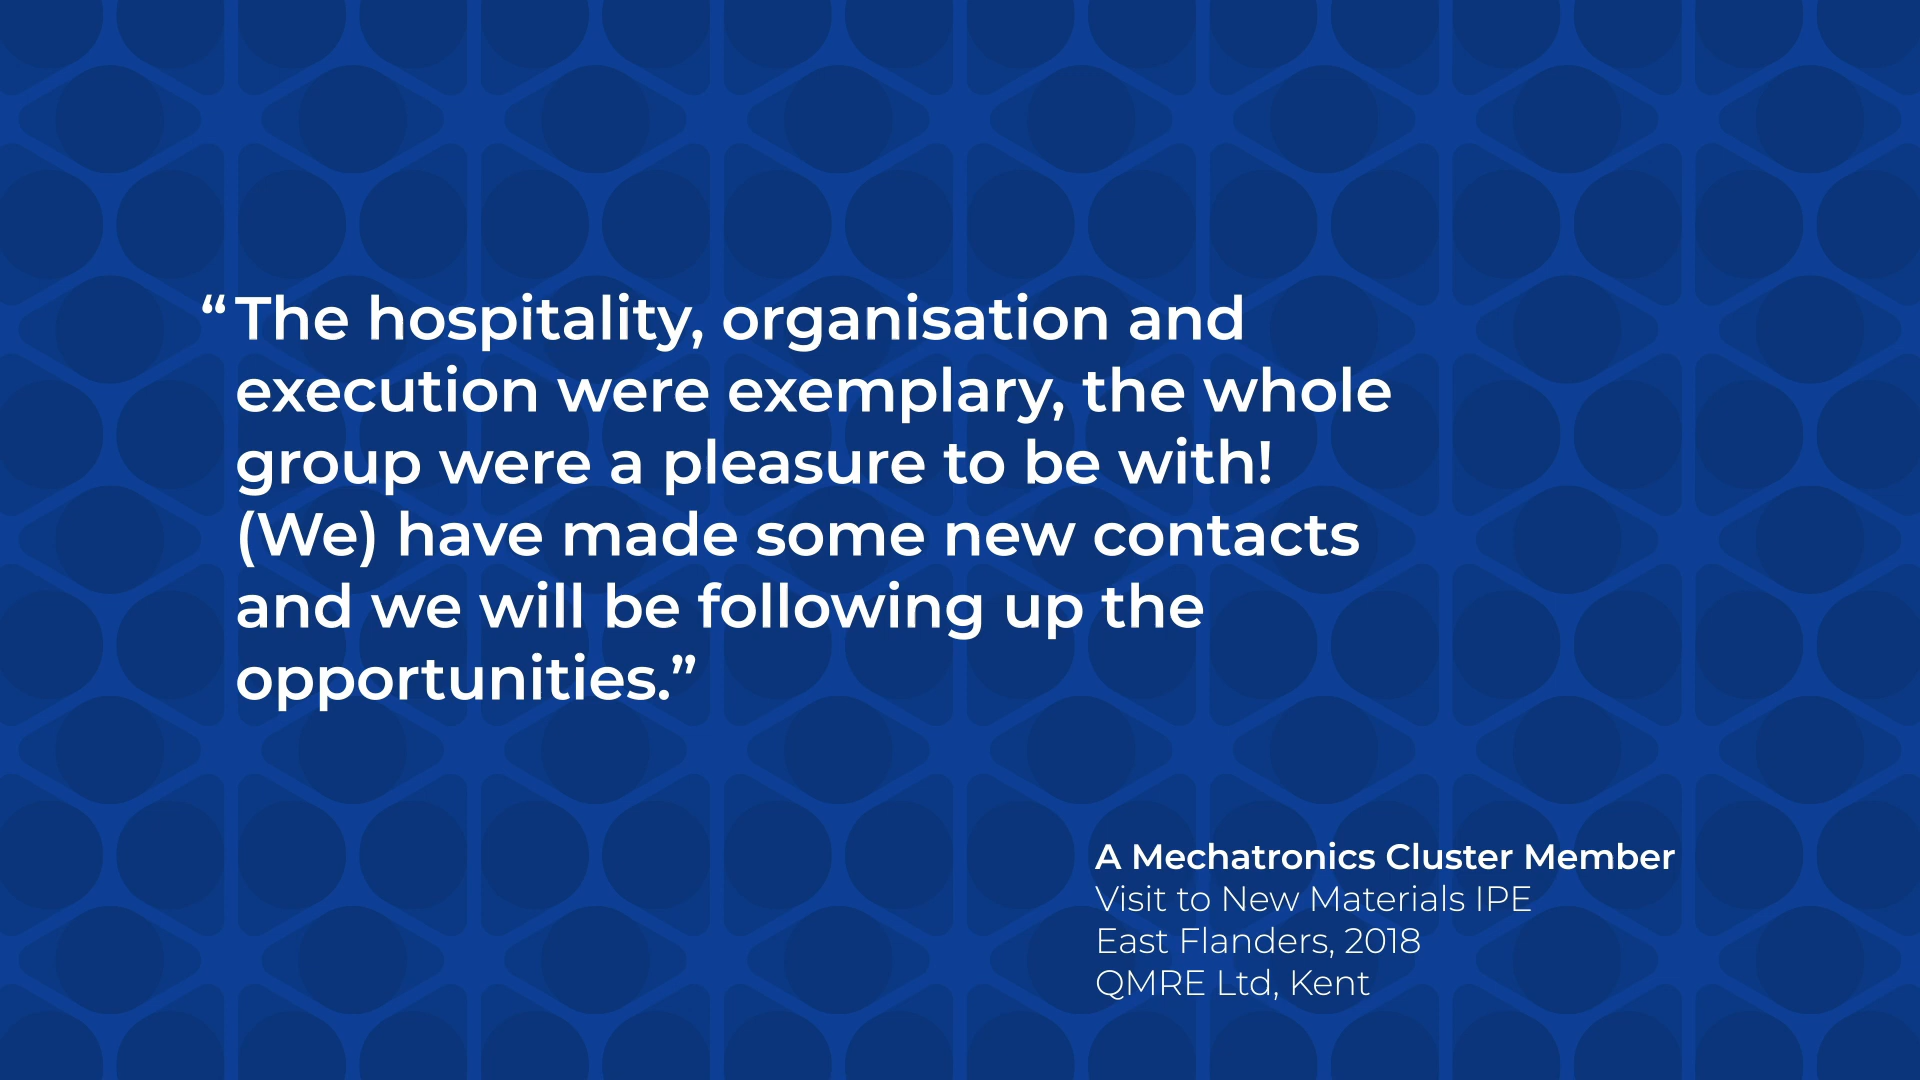 “The hospitality, organisation and
execution were exemplary, the whole
group were a pleasure to be with!
(We) have made some new contacts
and we will be following up the
opportunities.”
A Mechatronics Cluster Member
Visit to New Materials IPE
East Flanders, 2018
QMRE Ltd, Kent